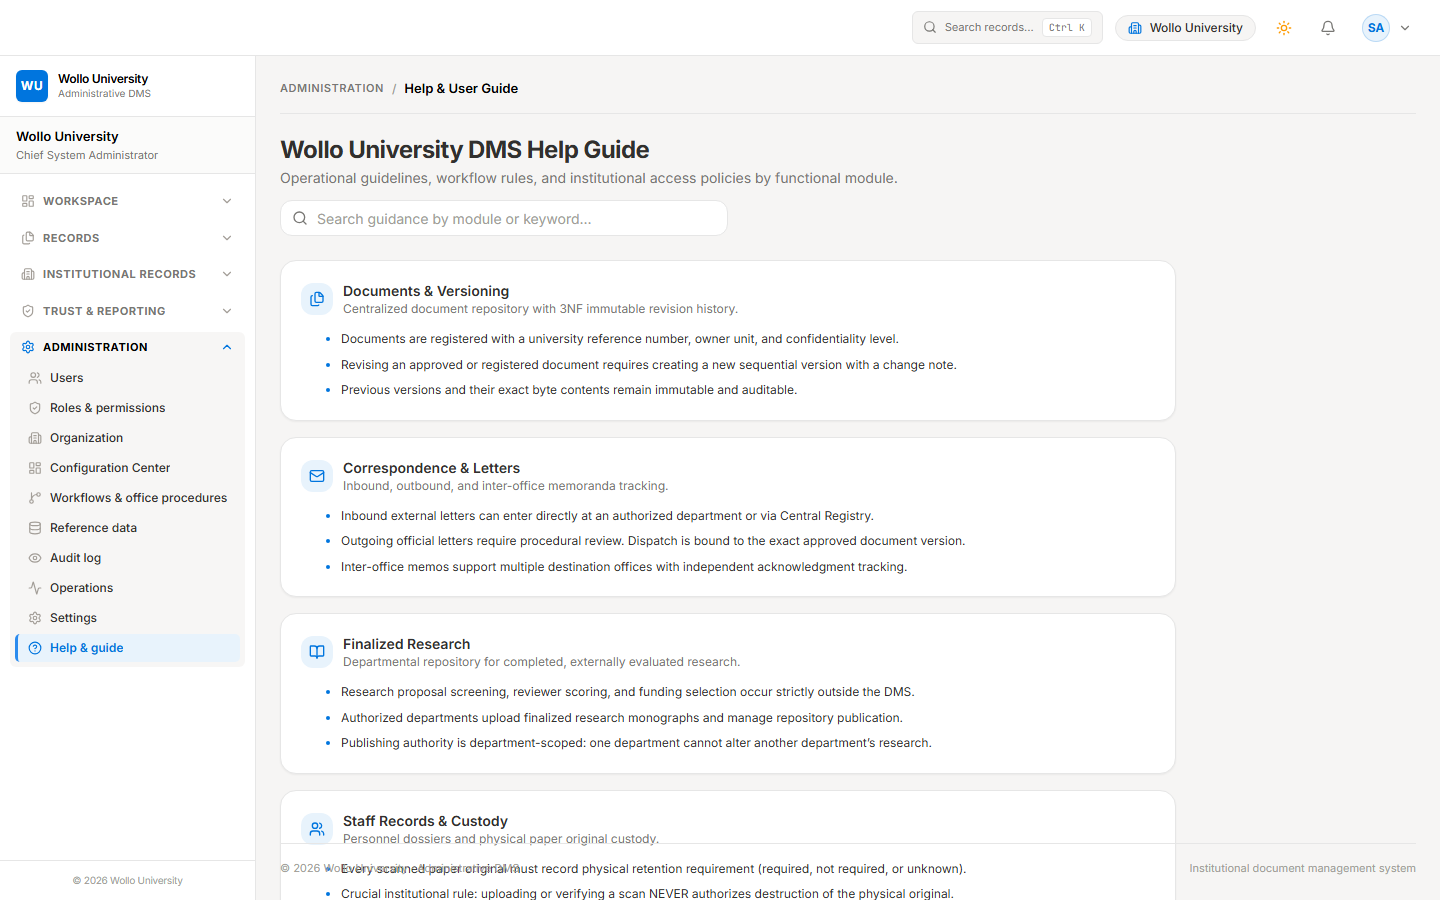 Search records...
Ctrl K
Wollo University
SA
WU
Wollo University
Administrative DMS
Wollo University
Chief System Administrator
WORKSPACE
RECORDS
INSTITUTIONAL RECORDS
TRUST & REPORTING
ADMINISTRATION
Users
Roles & permissions
Organization
Configuration Center
Workflows & office procedures
Reference data
Audit log
Operations
Settings
Help & guide
© 2026 Wollo University
ADMINISTRATION / Help & User Guide
Wollo University DMS Help Guide
Operational guidelines, workflow rules, and institutional access policies by functional module.
Search guidance by module or keyword...
Documents & Versioning
Centralized document repository with 3NF immutable revision history.
• Documents are registered with a university reference number, owner unit, and confidentiality level.
• Revising an approved or registered document requires creating a new sequential version with a change note.
• Previous versions and their exact byte contents remain immutable and auditable.
Correspondence & Letters
Inbound, outbound, and inter-office memoranda tracking.
• Inbound external letters can enter directly at an authorized department or via Central Registry.
• Outgoing official letters require procedural review. Dispatch is bound to the exact approved document version.
• Inter-office memos support multiple destination offices with independent acknowledgment tracking.
Finalized Research
Departmental repository for completed, externally evaluated research.
• Research proposal screening, reviewer scoring, and funding selection occur strictly outside the DMS.
• Authorized departments upload finalized research monographs and manage repository publication.
• Publishing authority is department-scoped: one department cannot alter another department's research.
Staff Records & Custody
Personnel dossiers and physical paper original custody.
• Every scanned paper original must record physical retention requirement (required, not required, or unknown).
© 2026 Wollo University · Administrative DMS
Institutional document management system
• Crucial institutional rule: uploading or verifying a scan NEVER authorizes destruction of the physical original.